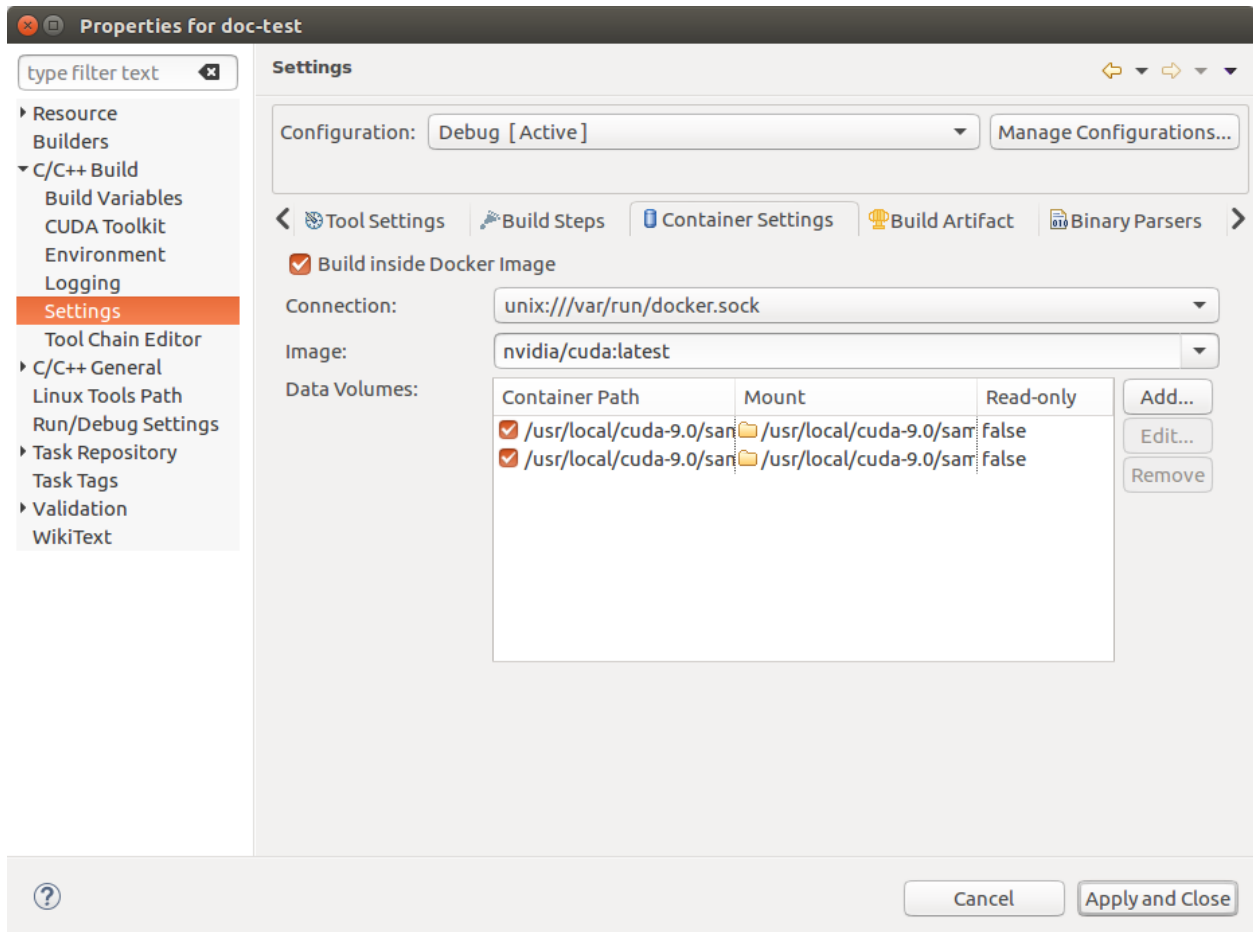 Properties for doc-test
type filter text
Settings
Resource
Builders
C/C++ Build
Build Variables
CUDA Toolkit
Environment
Logging
Settings
Tool Chain Editor
C/C++ General
Linux Tools Path
Run/Debug Settings
Task Repository
Task Tags
Validation
WikiText
Configuration: Debug [Active] Manage Configurations...
Tool Settings Build Steps Container Settings Build Artifact Binary Parsers
Build inside Docker Image
Connection: unix:///var/run/docker.sock
Image: nvidia/cuda:latest
Data Volumes: Container Path Mount Read-only Add...
/usr/local/cuda-9.0/san /usr/local/cuda-9.0/sam false Edit...
/usr/local/cuda-9.0/san /usr/local/cuda-9.0/sam false Remove
Cancel Apply and Close